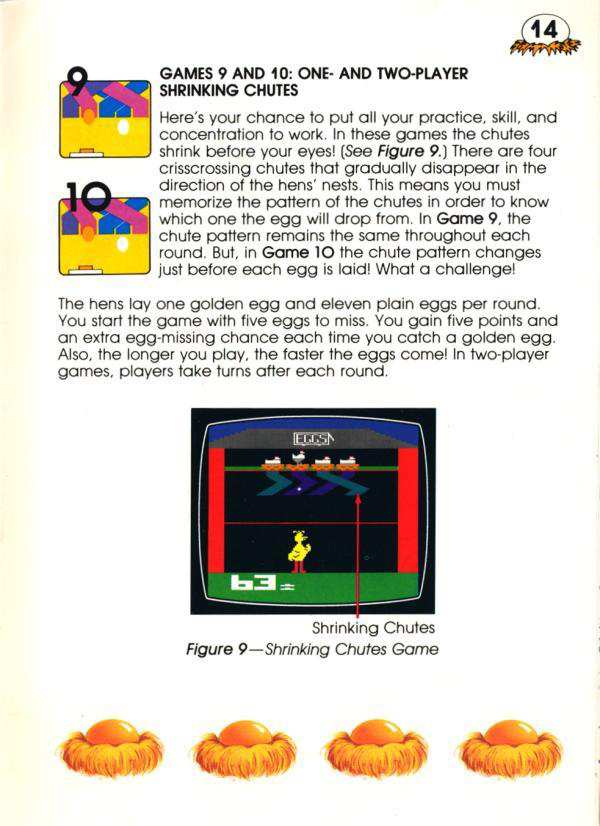 14
9
GAMES 9 AND 10: ONE- AND TWO-PLAYER
SHRINKING CHUTES
Here's your chance to put all your practice, skill, and
concentration to work. In these games the chutes
shrink before your eyes! (See Figure 9.) There are four
crisscrossing chutes that gradually disappear in the
direction of the hens' nests. This means you must
10
memorize the pattern of the chutes in order to know
which one the egg will drop from. In Game 9, the
chute pattern remains the same throughout each
round. But, in Game 10 the chute pattern changes
just before each egg is laid! What a challenge!
The hens lay one golden egg and eleven plain eggs per round.
You start the game with five eggs to miss. You gain five points and
an extra egg-missing chance each time you catch a golden egg.
Also, the longer you play, the faster the eggs come! In two-player
games, players take turns after each round.
EGGS
63
Shrinking Chutes
Figure 9—Shrinking Chutes Game